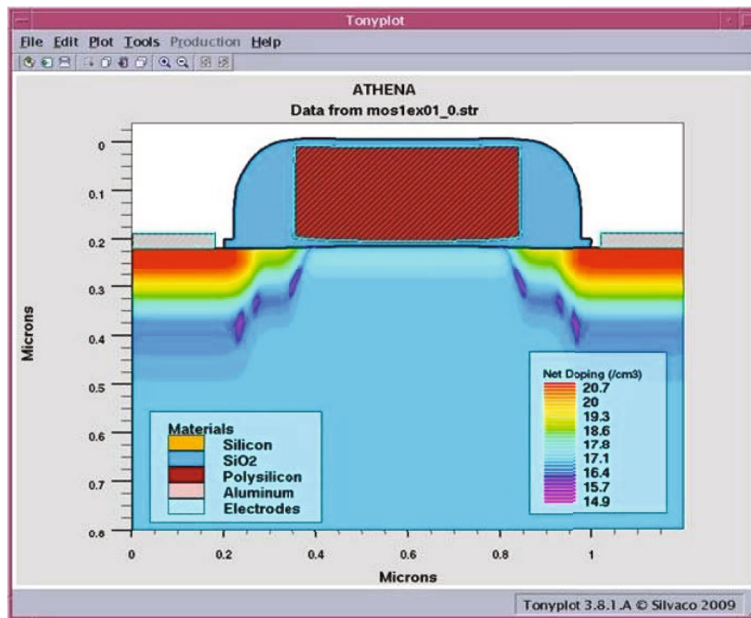 Tonyplot
File Edit Plot Tools Production Help
ATHENA
Data from mos1ex01_0.str
0
0.1
0.2
0.3
0.4
0.5
0.6
0.7
0.8
Microns
0 0.2 0.4 0.6 0.8 1
Microns
Materials
Silicon
SiO2
Polysilicon
Aluminum
Electrodes
Net Doping (/cm3)
20.7
20
19.3
18.6
17.8
17.1
16.4
15.7
14.9
Tonyplot 3.8.1.A © Silvaco 2009